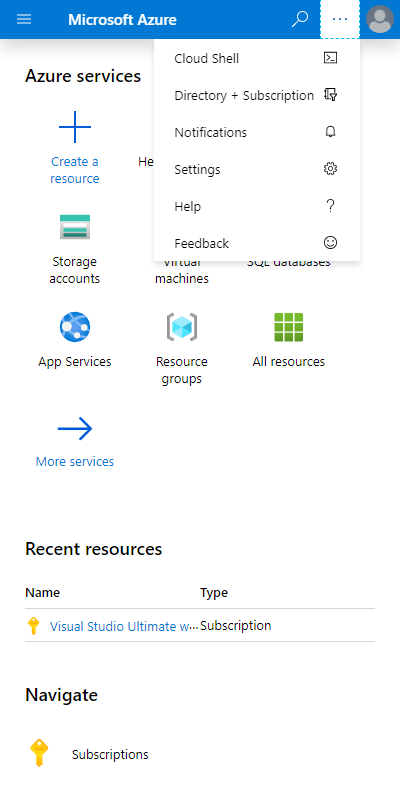 Microsoft Azure
Cloud Shell
Directory + Subscription
Notifications
Settings
?
Help
Feedback
Azure services
Create a
resource
He
Storage
accounts
Virtual
machines
SQL databases
App Services
Resource
groups
All resources
More services
Recent resources
Name Type
Visual Studio Ultimate w... Subscription
Navigate
Subscriptions